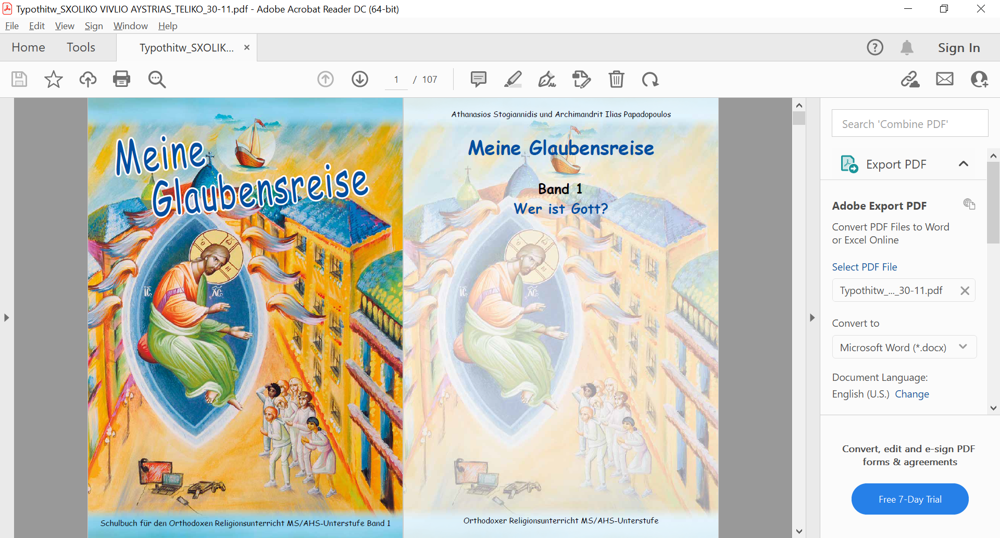 Typothitw_SXOLIKO VIVLIO AYSTRIAS_TELIKO_30-11.pdf - Adobe Acrobat Reader DC (64-bit)
File Edit View Sign Window Help
Home Tools Typothitw_SXOLIK... × Sign In
1 / 107
Meine
Glaubensreise
ὁ ὤ Ν
ΙC ΧC
Schulbuch für den Orthodoxen Religionsunterricht MS/AHS-Unterstufe Band 1
Athanasios Stogiannidis und Archimandrit Ilias Papadopoulos
Meine Glaubensreise
Band 1
Wer ist Gott?
ὁ ὤ Ν
ΙC ΧC
Orthodoxer Religionsunterricht MS/AHS-Unterstufe
Search 'Combine PDF'
Export PDF
Adobe Export PDF
Convert PDF Files to Word
or Excel Online
Select PDF File
Typothitw_..._30-11.pdf
Convert to
Microsoft Word (*.docx)
Document Language:
English (U.S.) Change
Convert, edit and e-sign PDF
forms & agreements
Free 7-Day Trial